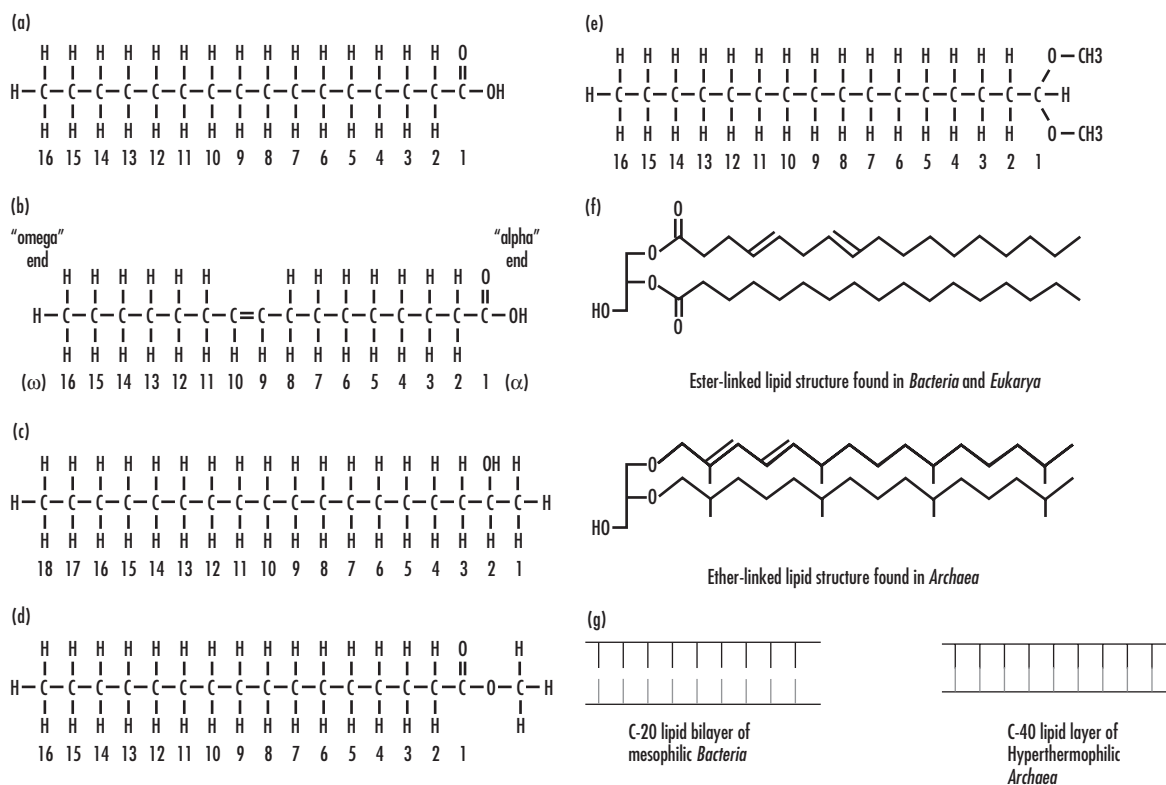 (a)
H H H H H H H H H H H H H H H O
H–C–C–C–C–C–C–C–C–C–C–C–C–C–C–C–C–OH
H H H H H H H H H H H H H H H
16 15 14 13 12 11 10 9 8 7 6 5 4 3 2 1
(b)
"omega" end
"alpha" end
H H H H H H H H H H H H H O
H–C–C–C–C–C–C–C=C–C–C–C–C–C–C–C–C–OH
H H H H H H H H H H H H H H H
(ω) 16 15 14 13 12 11 10 9 8 7 6 5 4 3 2 1 (α)
(c)
H H H H H H H H H H H H H H H H OH H
H–C–C–C–C–C–C–C–C–C–C–C–C–C–C–C–C–C–C–H
H H H H H H H H H H H H H H H H H H
18 17 16 15 14 13 12 11 10 9 8 7 6 5 4 3 2 1
(d)
H H H H H H H H H H H H H H H O H
H–C–C–C–C–C–C–C–C–C–C–C–C–C–C–C–C–O–C–H
H H H H H H H H H H H H H H H H
16 15 14 13 12 11 10 9 8 7 6 5 4 3 2 1
(e)
H H H H H H H H H H H H H H H O–CH3
H–C–C–C–C–C–C–C–C–C–C–C–C–C–C–C–C–H
H H H H H H H H H H H H H H H O–CH3
16 15 14 13 12 11 10 9 8 7 6 5 4 3 2 1
(f)
O
O
O
HO
O
Ester-linked lipid structure found in Bacteria and Eukarya
O
O
HO
Ether-linked lipid structure found in Archaea
(g)
C-20 lipid bilayer of
mesophilic Bacteria
C-40 lipid layer of
Hyperthermophilic
Archaea